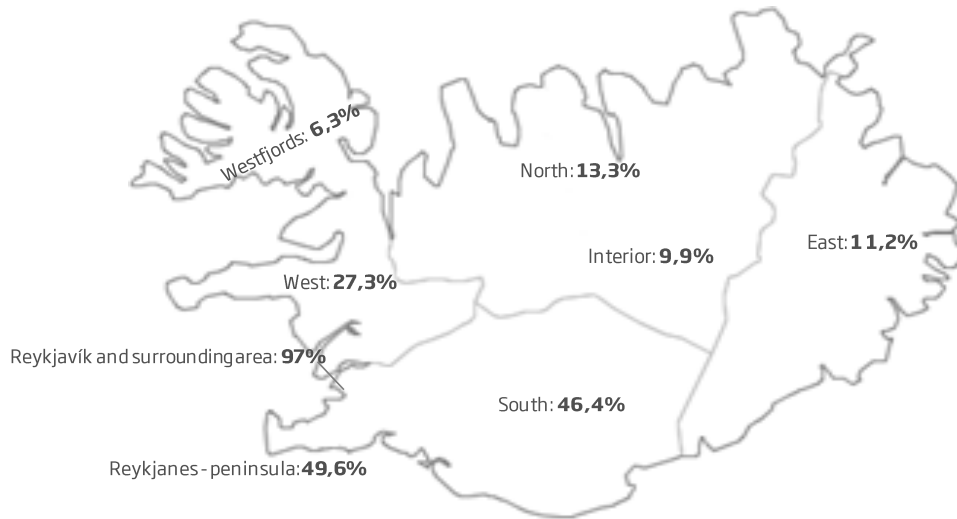 Westfjords: 6,3%
North: 13,3%
East: 11,2%
Interior: 9,9%
West: 27,3%
Reykjavík and surrounding area: 97%
South: 46,4%
Reykjanes - peninsula: 49,6%